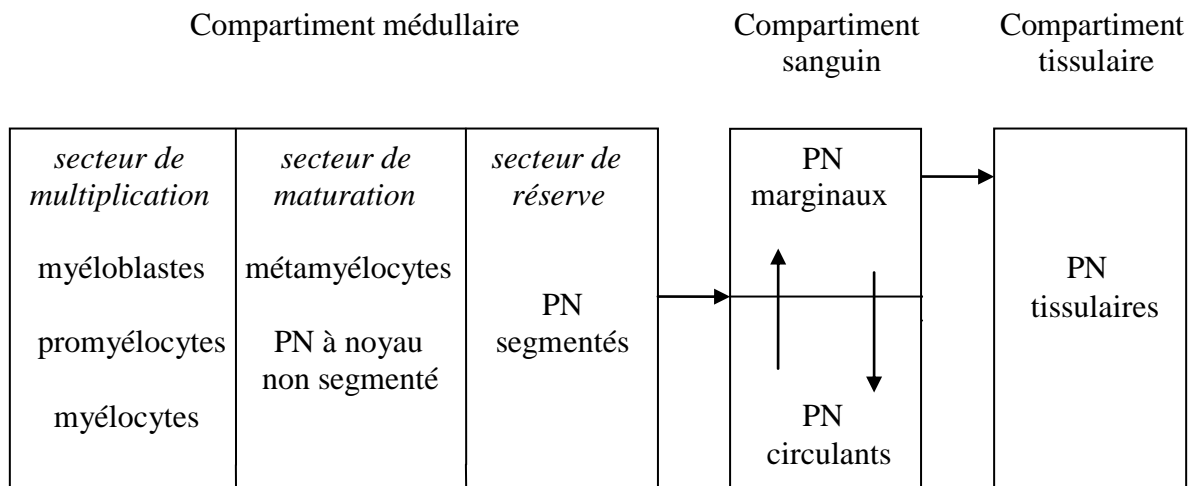 Compartiment médullaire
Compartiment
sanguin
Compartiment
tissulaire
secteur de
multiplication
myéloblastes
promyélocytes
myélocytes
secteur de
maturation
métamyélocytes
PN à noyau
non segmenté
secteur de
réserve
PN
segmentés
PN
marginaux
PN
circulants
PN
tissulaires